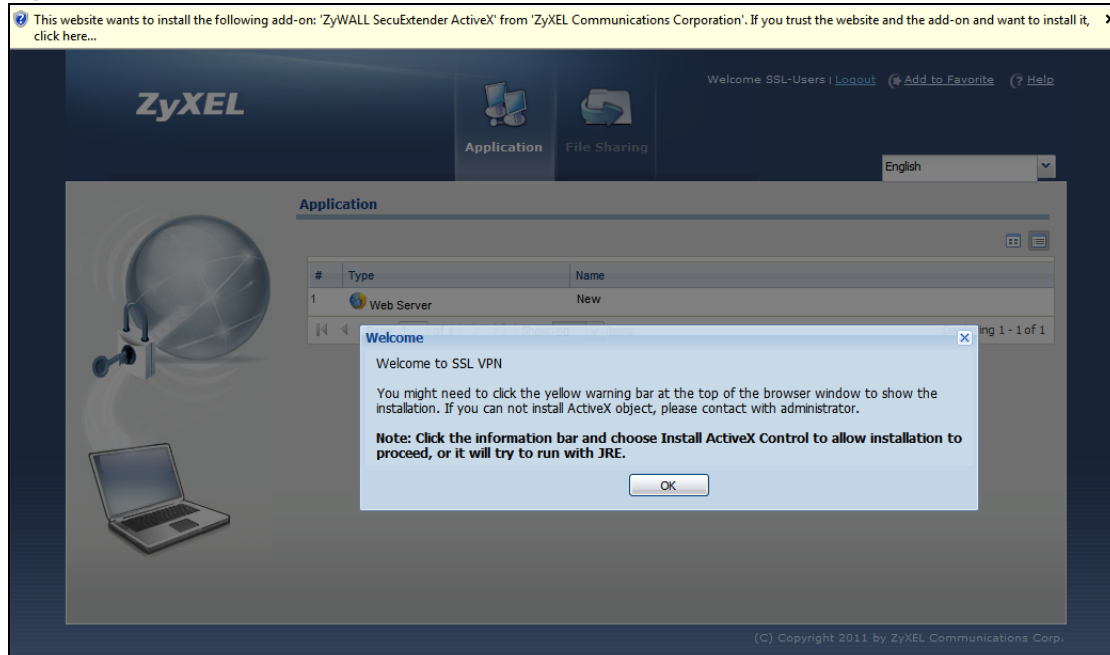 This website wants to install the following add-on: 'ZyWALL SecuExtender ActiveX' from 'ZyXEL Communications Corporation'. If you trust the website and the add-on and want to install it,
click here...
Welcome SSL-Users | Logout Add to Favorite Help
ZyXEL
Application File Sharing
English
Application
# Type Name
1 Web Server New
of 1 Show 50 items ing 1 - 1 of 1
Welcome
Welcome to SSL VPN
You might need to click the yellow warning bar at the top of the browser window to show the
installation. If you can not install ActiveX object, please contact with administrator.
Note: Click the information bar and choose Install ActiveX Control to allow installation to
proceed, or it will try to run with JRE.
OK
(C) Copyright 2011 by ZyXEL Communications Corp.